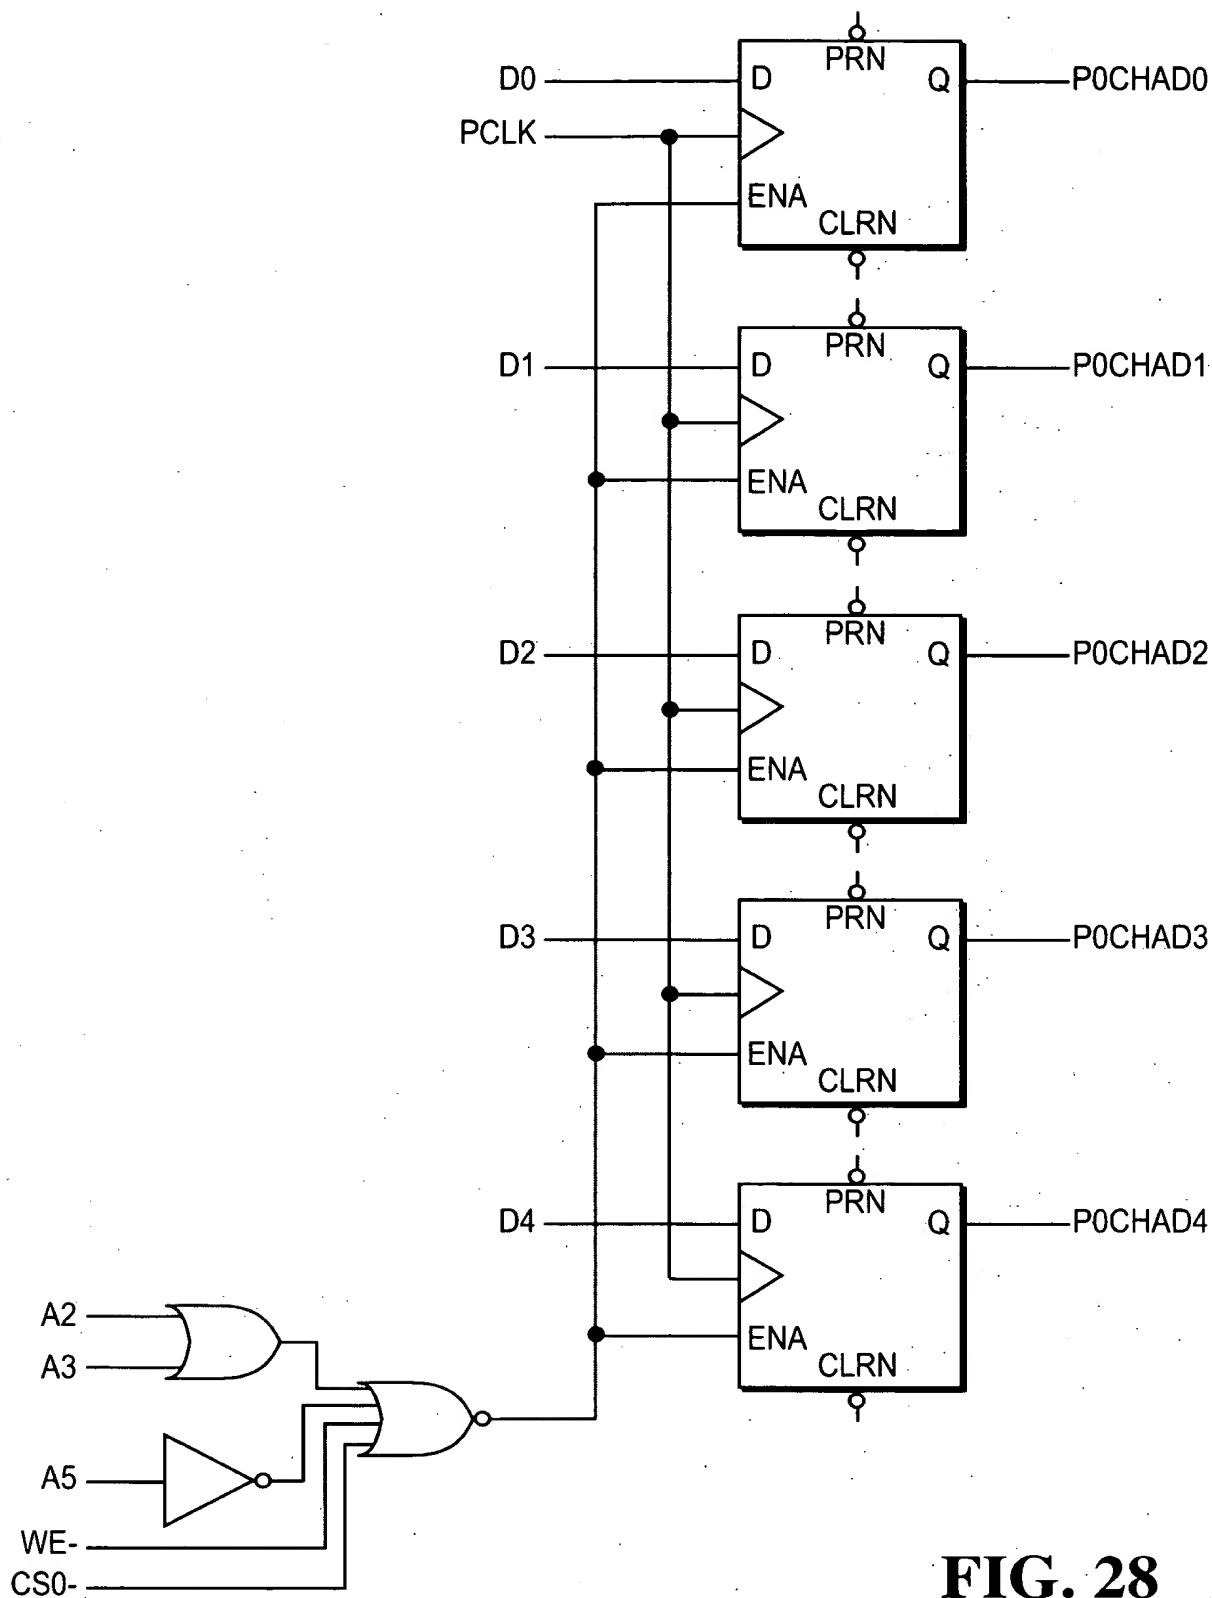 PRN
D0 D Q P0CHAD0
PCLK
ENA
CLRN
PRN
D1 D Q P0CHAD1
ENA
CLRN
PRN
D2 D Q P0CHAD2
ENA
CLRN
PRN
D3 D Q P0CHAD3
ENA
CLRN
PRN
D4 D Q P0CHAD4
A2
ENA
A3
CLRN
A5
WE-
CS0-
FIG. 28